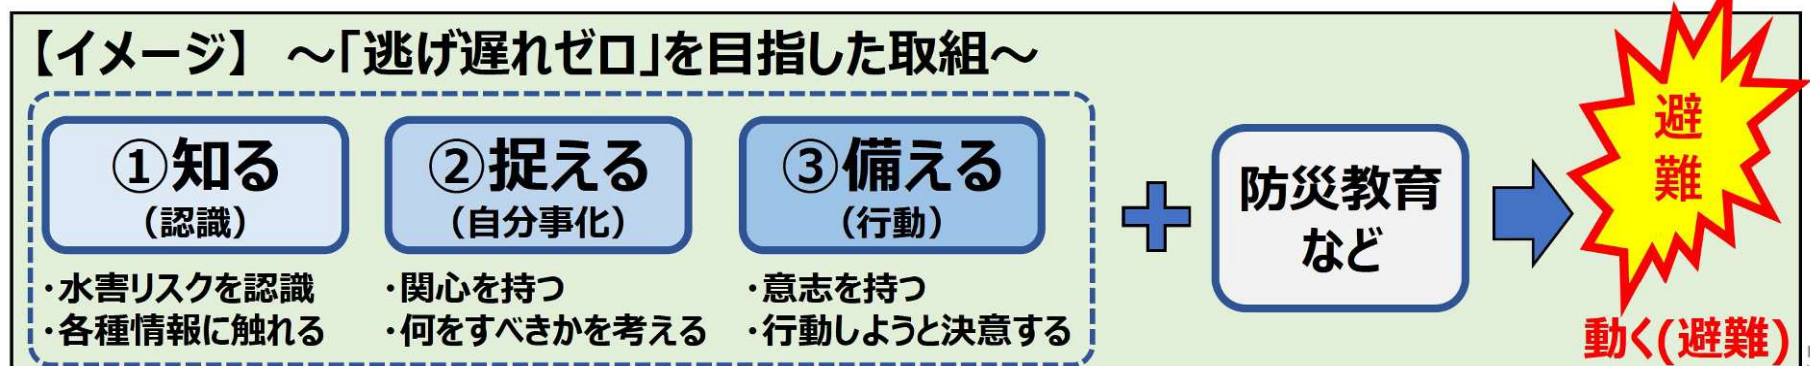 【イメージ】 ～「逃げ遅れゼロ」を目指した取組～
①知る
（認識）
・水害リスクを認識
・各種情報に触れる
②捉える
（自分事化）
・関心を持つ
・何をすべきかを考える
③備える
（行動）
・意志を持つ
・行動しようと決意する
防災教育
など
避
難
動く(避難)